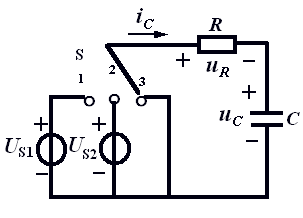 i_C
R
S
1 2 3
+ u_R −
+
u_C C
−
+ +
U_S1 U_S2
− −